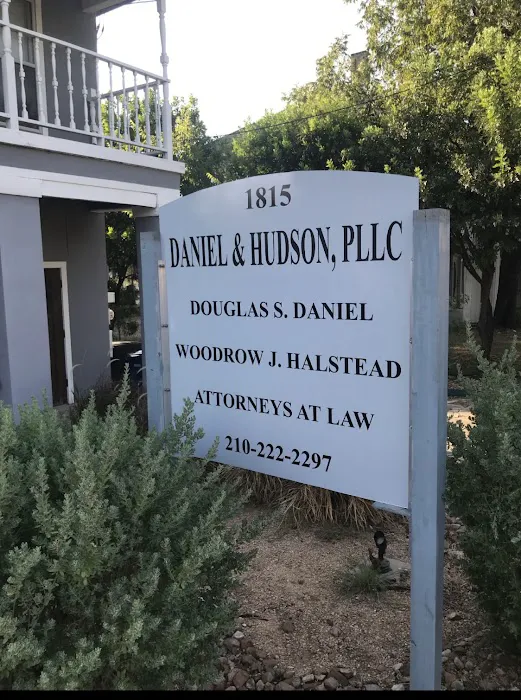 1815
DANIEL & HUDSON, PLLC
DOUGLAS S. DANIEL
WOODROW J. HALSTEAD
ATTORNEYS AT LAW
210-222-2297